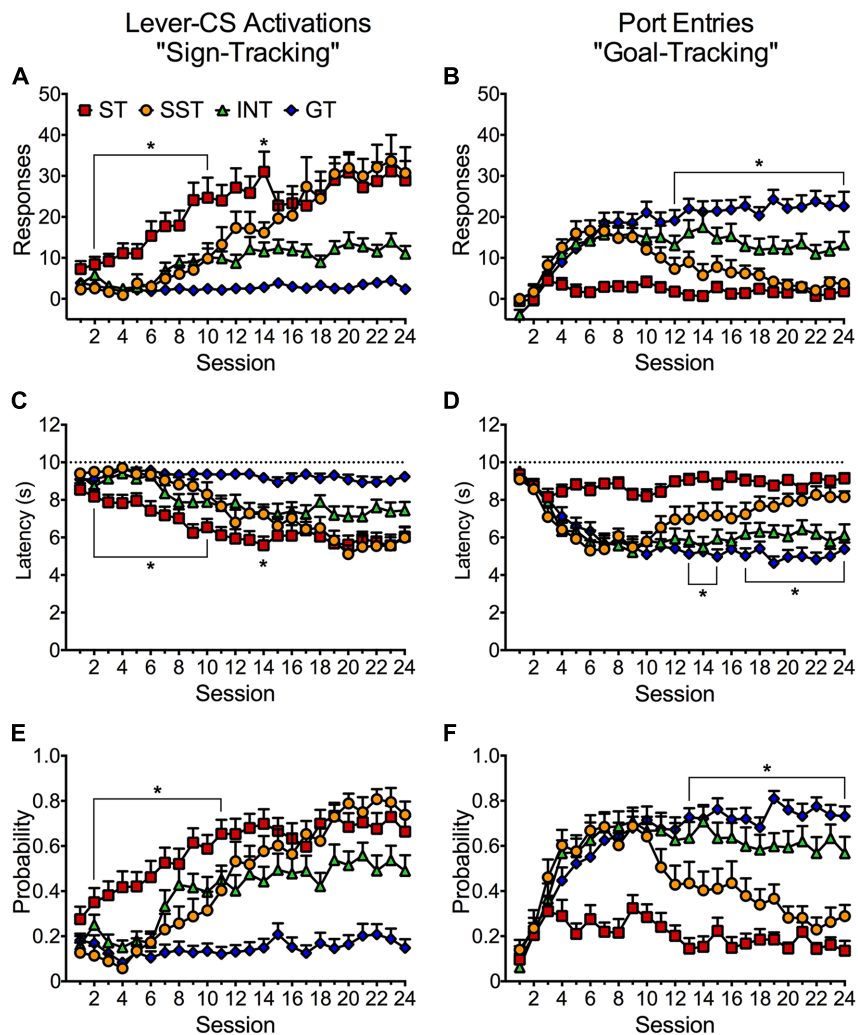 Lever-CS Activations
"Sign-Tracking"
Port Entries
"Goal-Tracking"
A
ST SST INT GT
Responses
50
40
30
20
10
0
* *
2 4 6 8 10 12 14 16 18 20 22 24
Session
B
Responses
50
40
30
20
10
0
*
2 4 6 8 10 12 14 16 18 20 22 24
Session
C
Latency (s)
12
10
8
6
4
2
0
* *
2 4 6 8 10 12 14 16 18 20 22 24
Session
D
Latency (s)
12
10
8
6
4
2
0
* *
2 4 6 8 10 12 14 16 18 20 22 24
Session
E
Probability
1.0
0.8
0.6
0.4
0.2
0
*
2 4 6 8 10 12 14 16 18 20 22 24
Session
F
Probability
1.0
0.8
0.6
0.4
0.2
0
*
2 4 6 8 10 12 14 16 18 20 22 24
Session